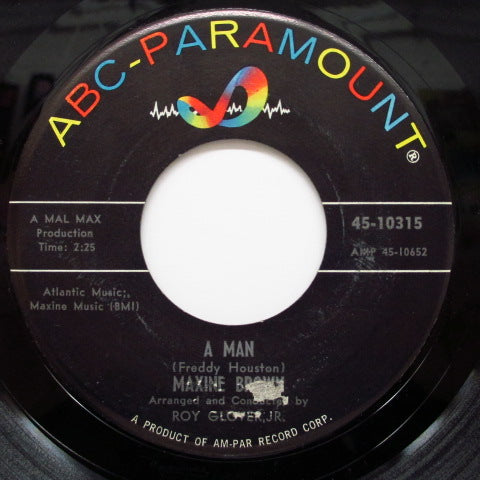 ABC-PARAMOUNT®
A MAL MAX
Production
Time: 2:25
45-10315
AMP 45-10652
Atlantic Music;
Maxine Music (BMI)
A MAN
(Freddy Houston)
MAXINE BROWN
Arranged and Conducted by
ROY GLOVER, JR.
A PRODUCT OF AM-PAR RECORD CORP.